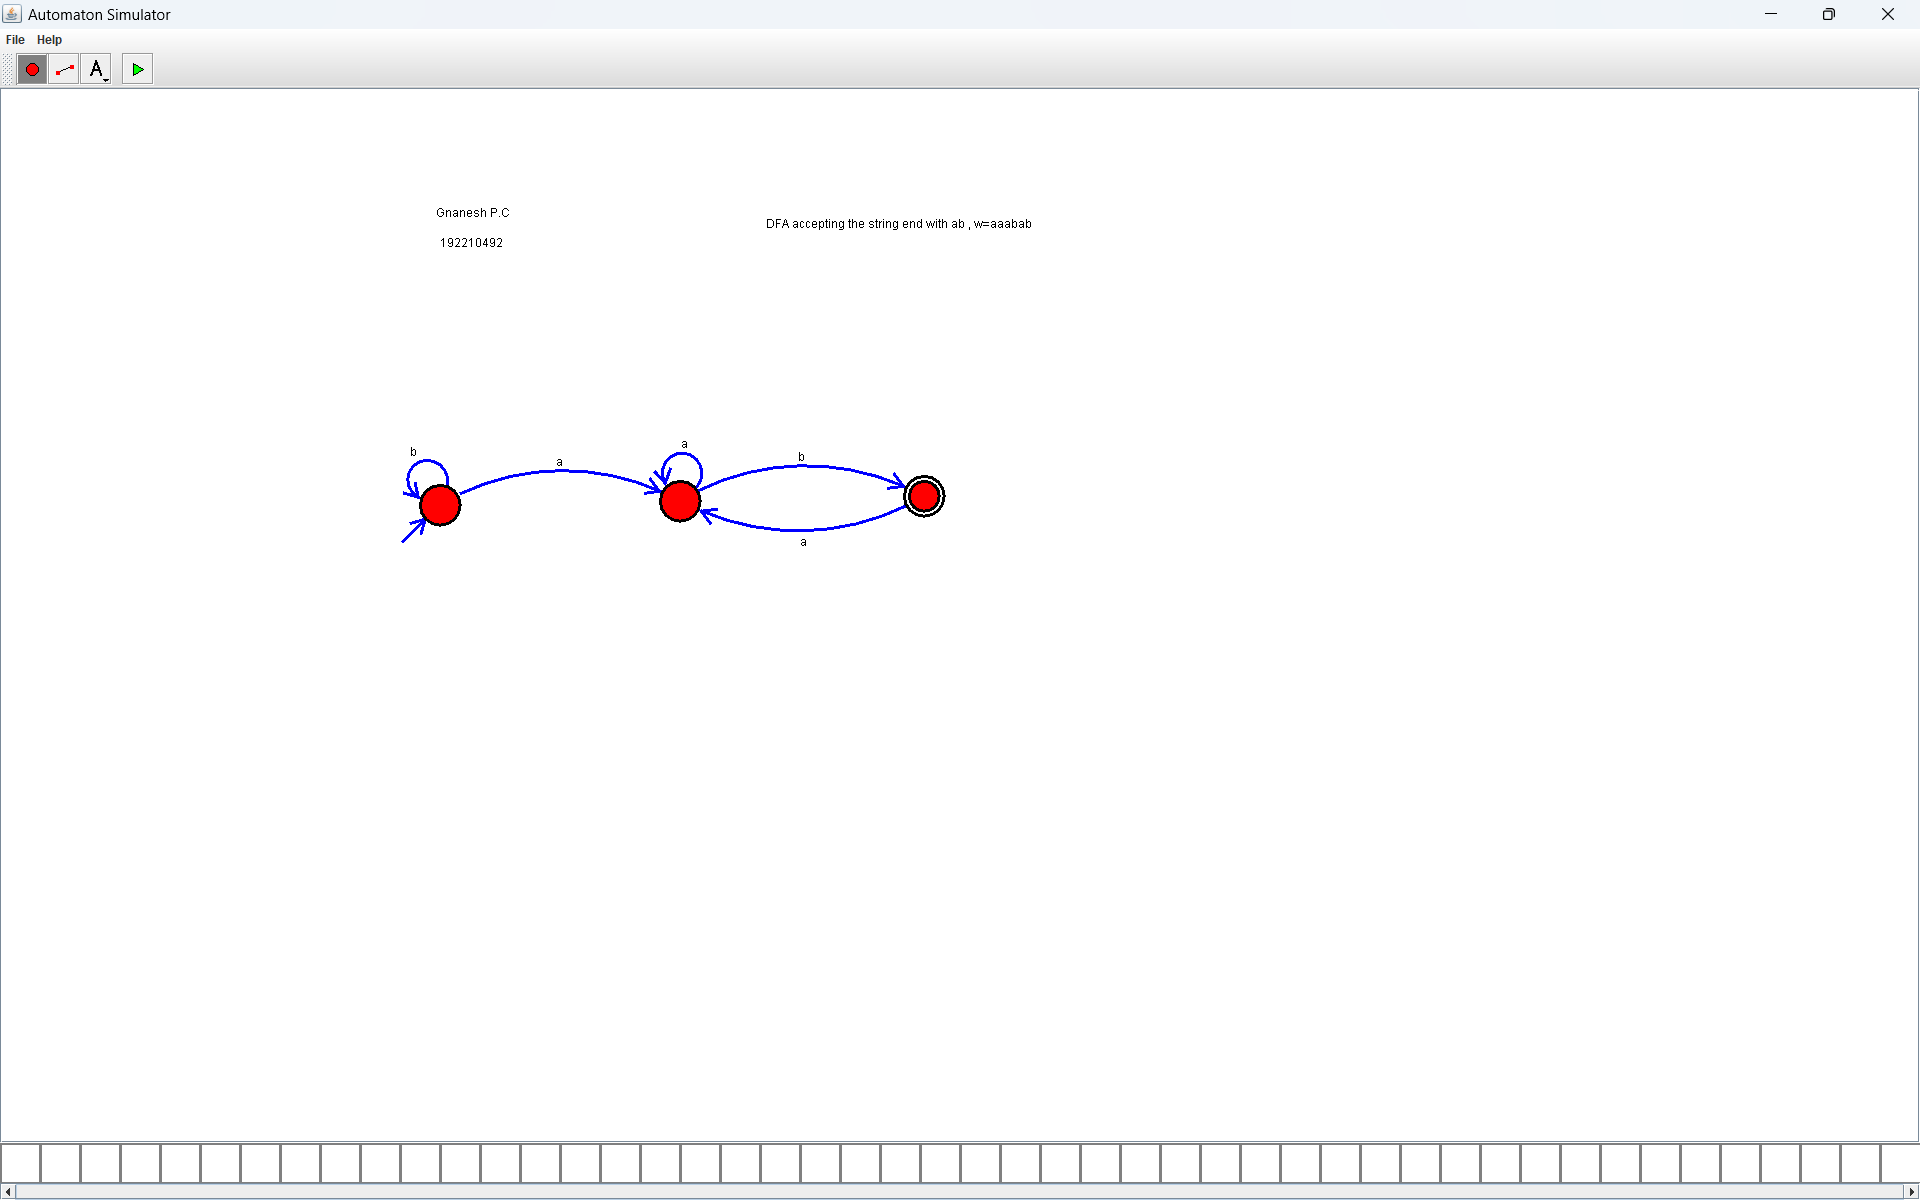 Automaton Simulator
File Help
A
Gnanesh P.C
192210492
DFA accepting the string end with ab , w=aaabab
b
a
a
b
a